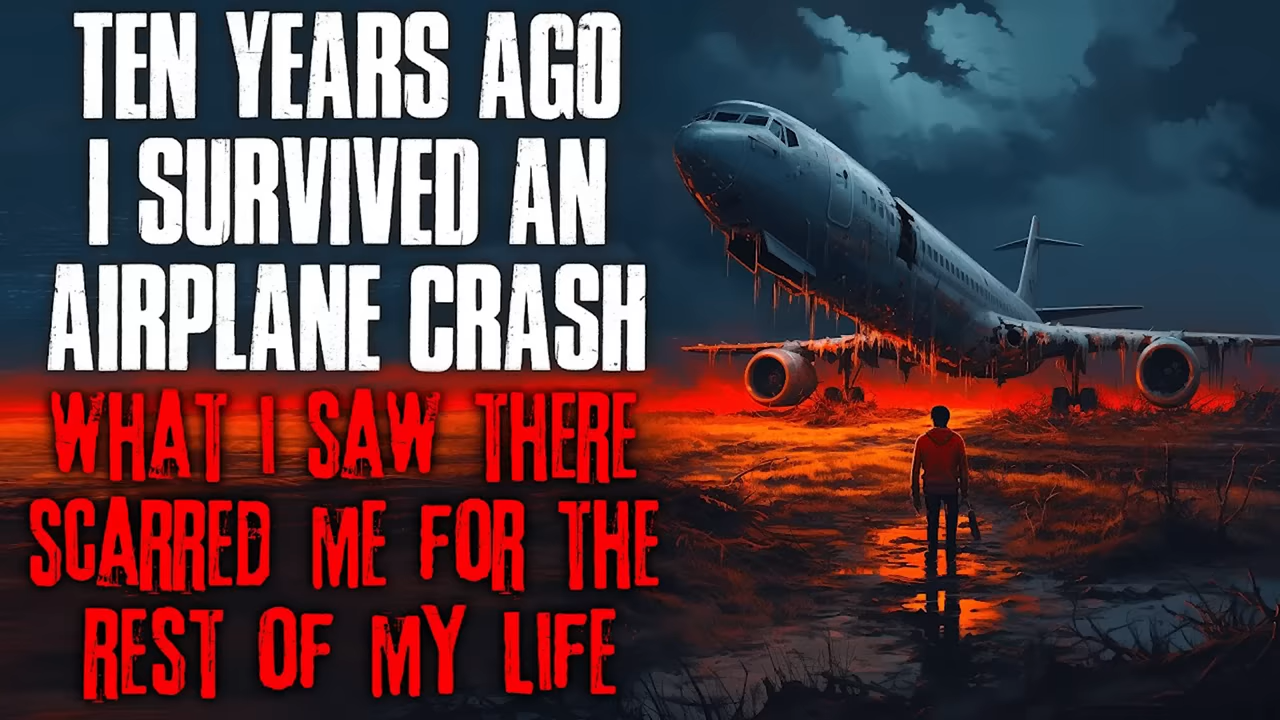 TEN YEARS AGO
I SURVIVED AN
AIRPLANE CRASH
WHAT I SAW THERE
SCARRED ME FOR THE
REST OF MY LIFE